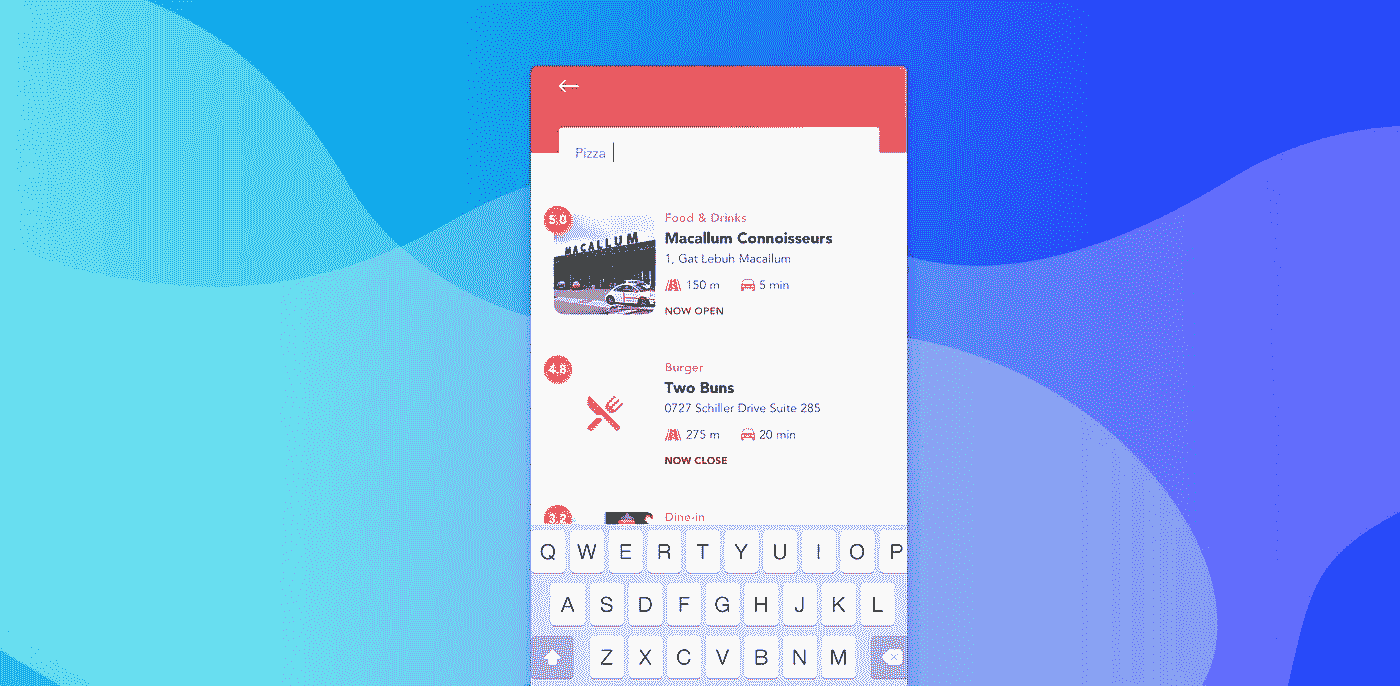 Pizza
5.0
Food & Drinks
MACALLUM
Macallum Connoisseurs
1, Gat Lebuh Macallum
150 m 5 min
NOW OPEN
4.8
Burger
Two Buns
0727 Schiller Drive Suite 285
275 m 20 min
NOW CLOSE
3.2
Dine-in
Q W E R T Y U I O P
A S D F G H J K L
Z X C V B N M